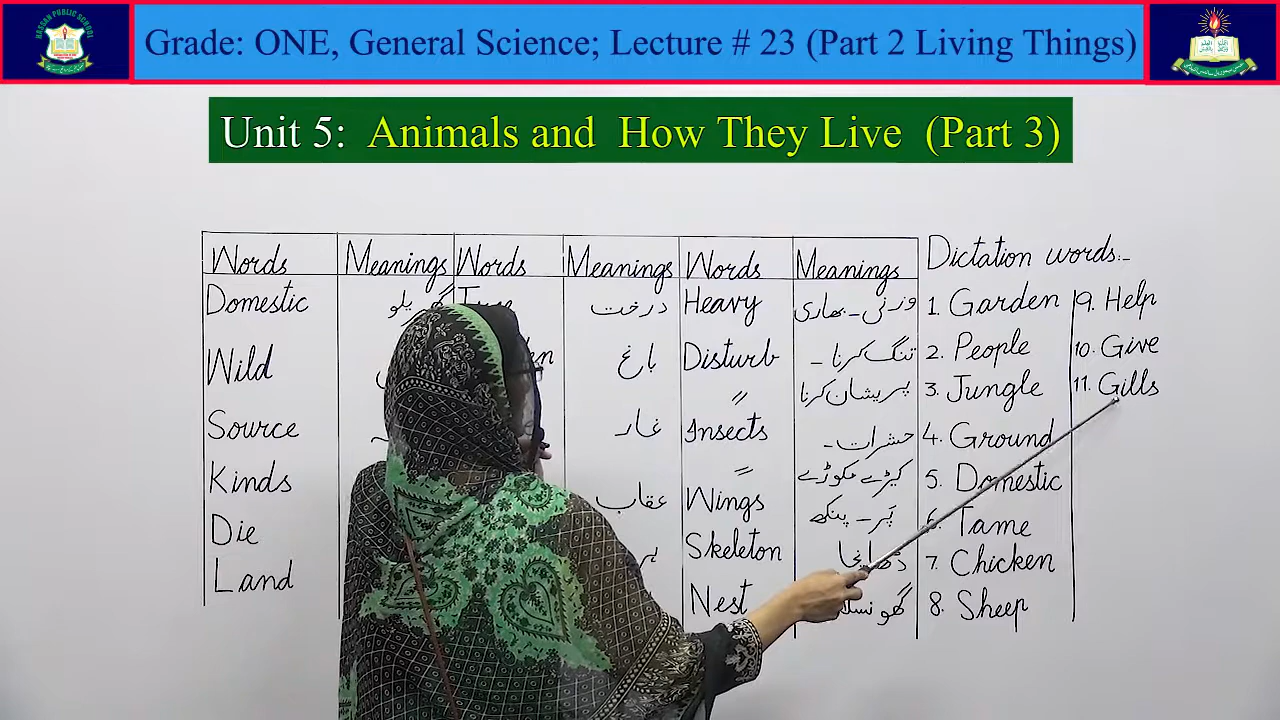 HASSAN PUBLIC SCHOOL
Grade: ONE, General Science; Lecture # 23 (Part 2 Living Things)
Unit 5: Animals and How They Live (Part 3)
Words Meanings Words Meanings Words Meanings
Domestic درخت Heavy وزنی - بھاری
Wild باغ Disturb تنگ کرنا -
〃 پریشان کرنا
Source غار Insects حشرات -
Kinds 〃 کیڑے مکوڑے
عقاب Wings پَر - پنکھ
Die Skeleton ڈھانچا
Land Nest گھونسلا
Dictation words:-
1. Garden
2. People
3. Jungle
4. Ground
5. Domestic
6. Tame
7. Chicken
8. Sheep
9. Help
10. Give
11. Gills